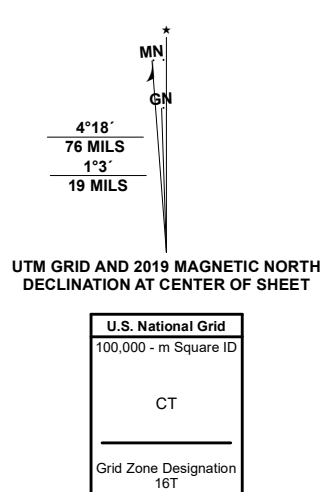 ★
MN
GN
4°18´
76 MILS
1°3´
19 MILS
UTM GRID AND 2019 MAGNETIC NORTH
DECLINATION AT CENTER OF SHEET
U.S. National Grid
100,000 - m Square ID
CT
Grid Zone Designation
16T